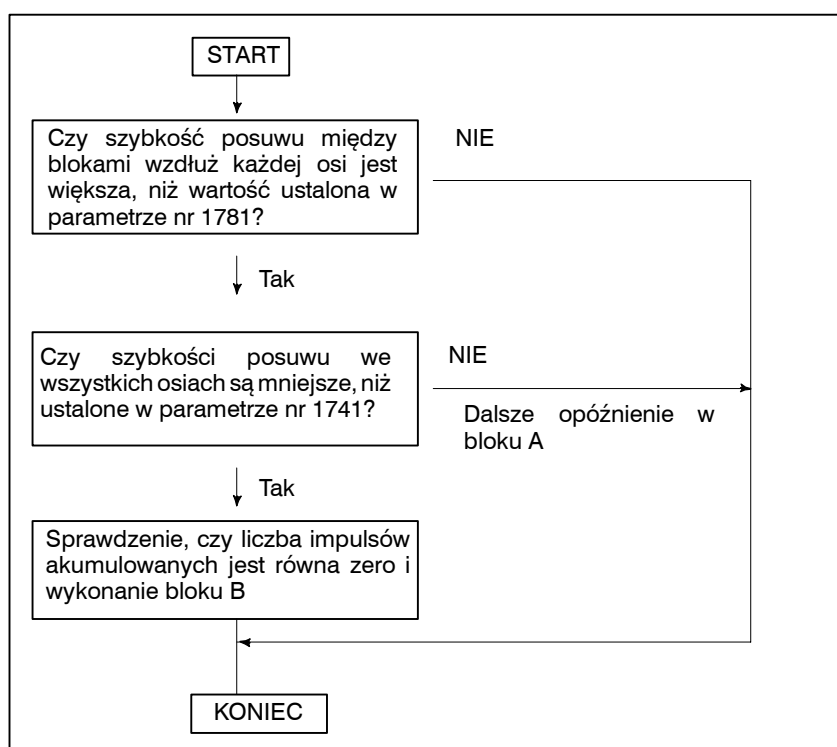 START
Czy szybkość posuwu między
blokami wzdłuż każdej osi jest
większa, niż wartość ustalona w
parametrze nr 1781?
NIE
Tak
Czy szybkości posuwu we
wszystkich osiach są mniejsze, niż
ustalone w parametrze nr 1741?
NIE
Dalsze opóźnienie w
bloku A
Tak
Sprawdzenie, czy liczba impulsów
akumulowanych jest równa zero i
wykonanie bloku B
KONIEC